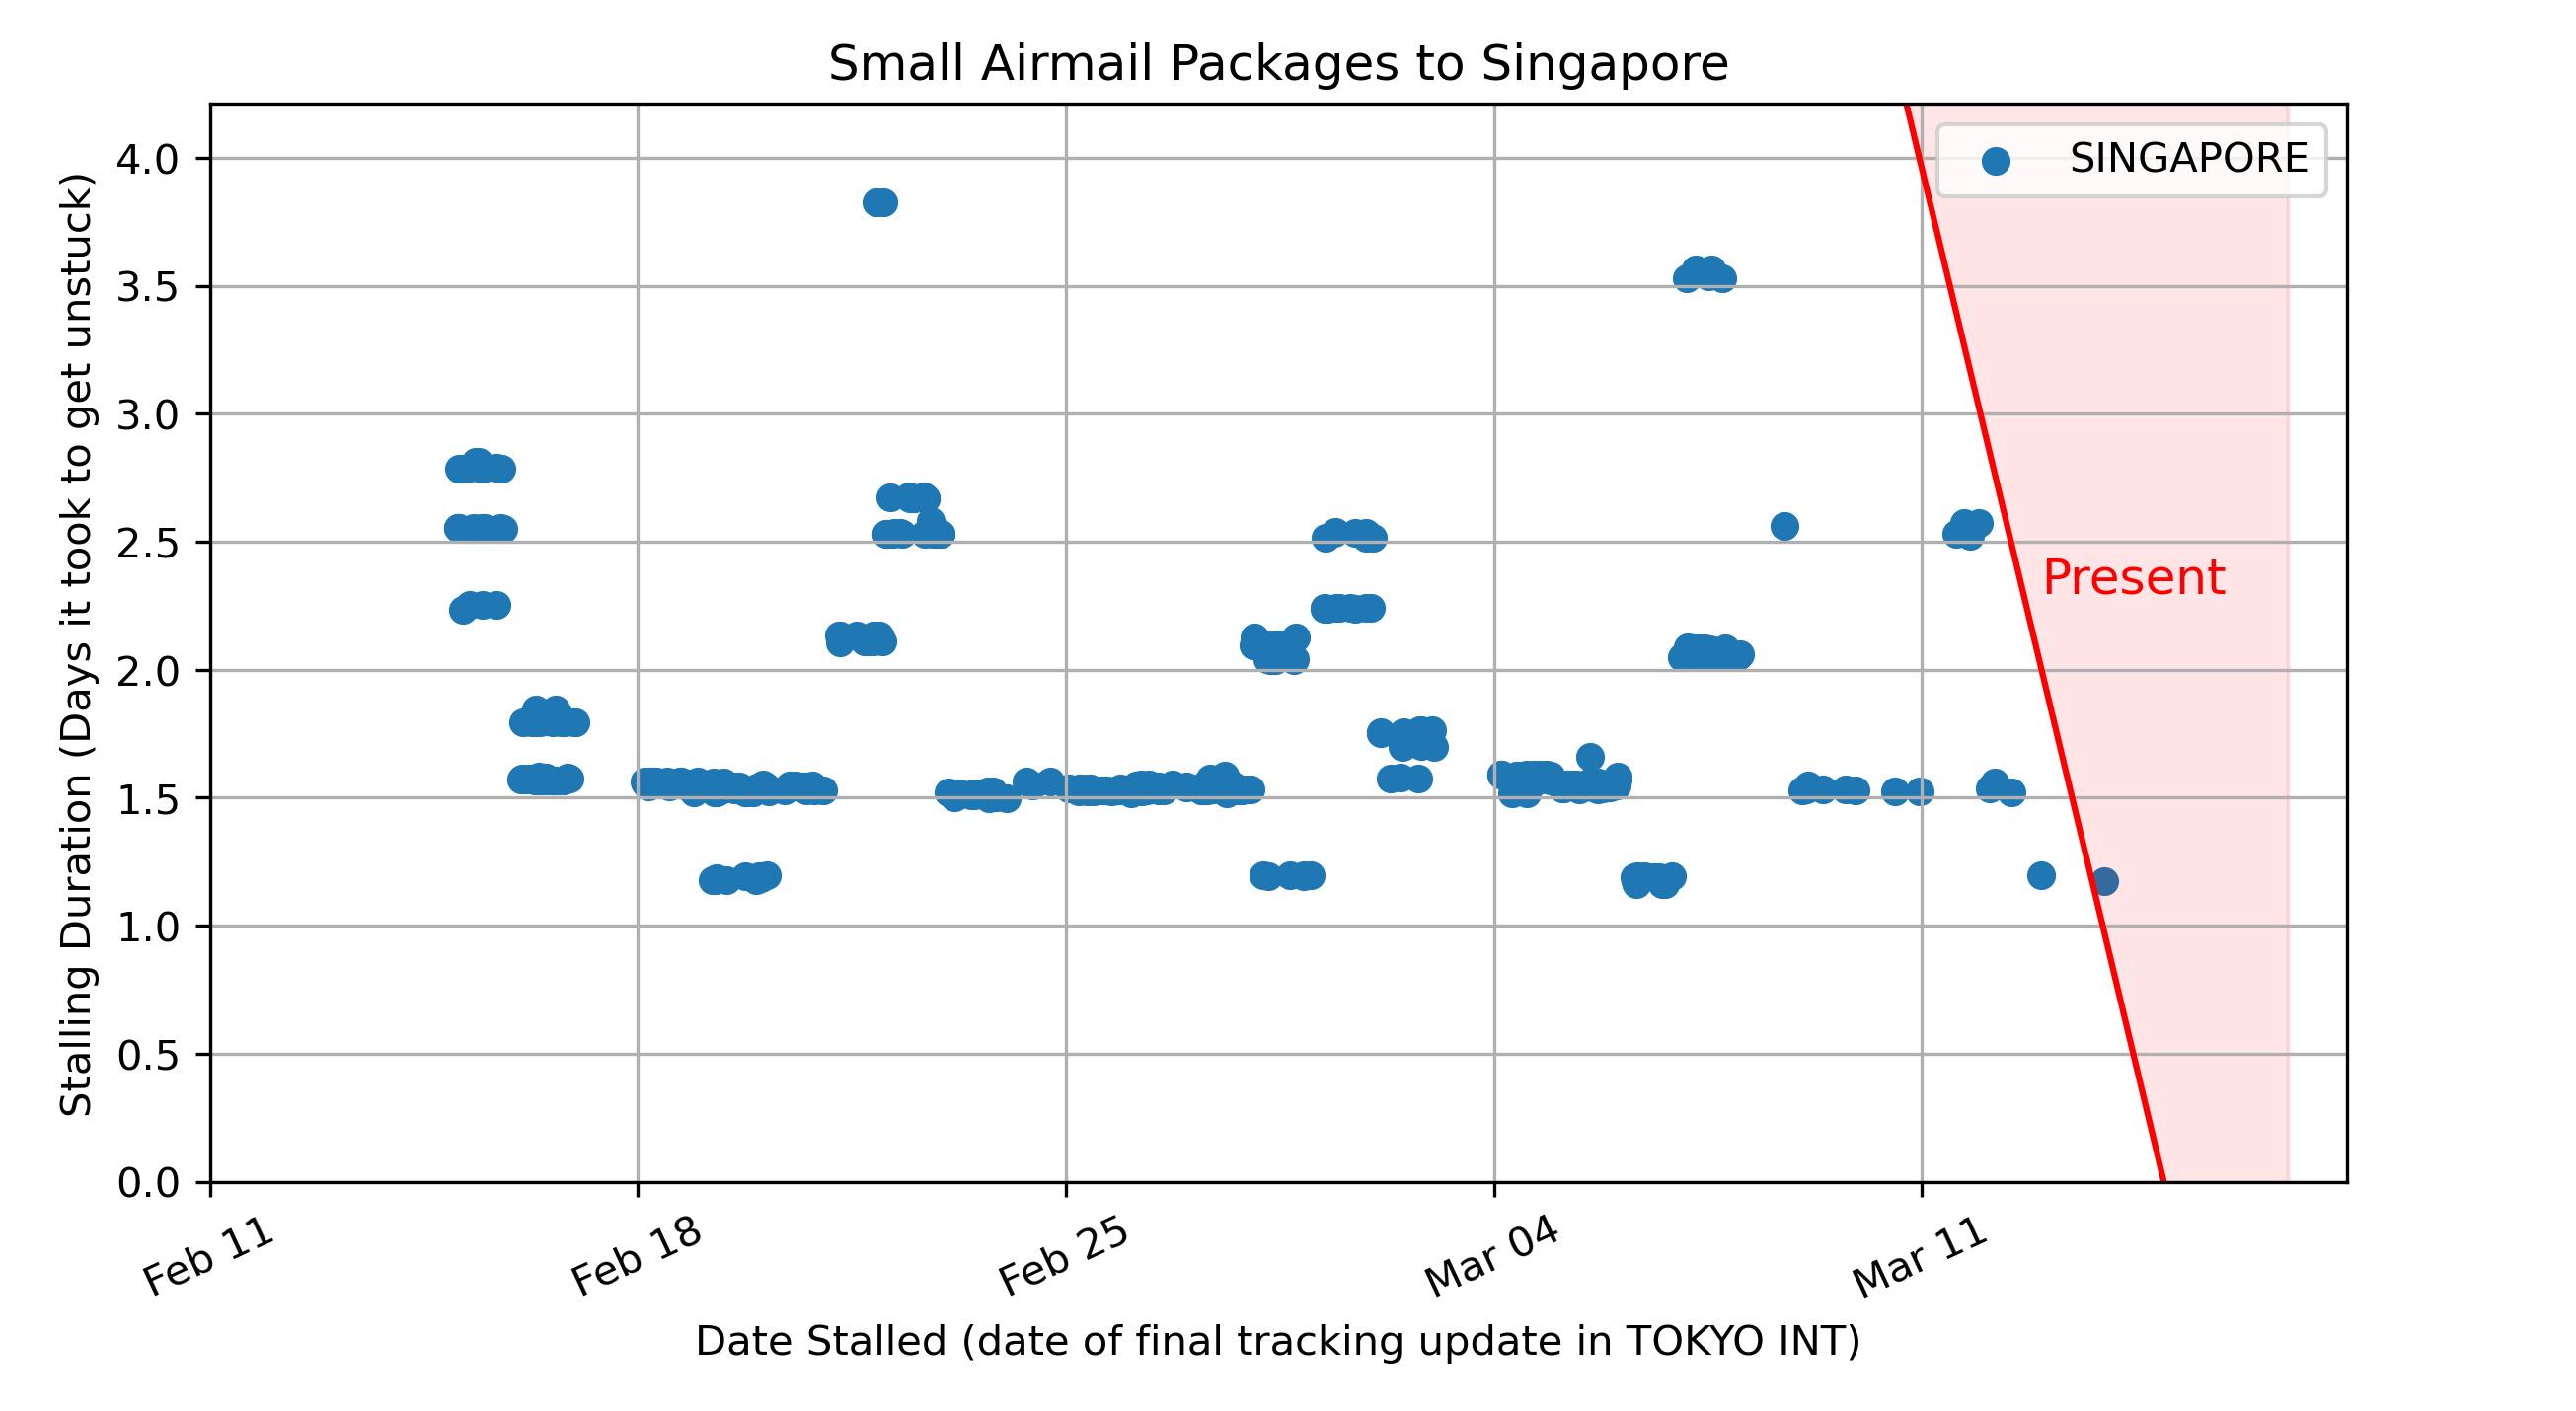 Small Airmail Packages to Singapore
SINGAPORE
4.0
3.5
3.0
2.5
2.0
1.5
1.0
0.5
0.0
Stalling Duration (Days it took to get unstuck)
Present
Feb 11
Feb 18
Feb 25
Mar 04
Mar 11
Date Stalled (date of final tracking update in TOKYO INT)